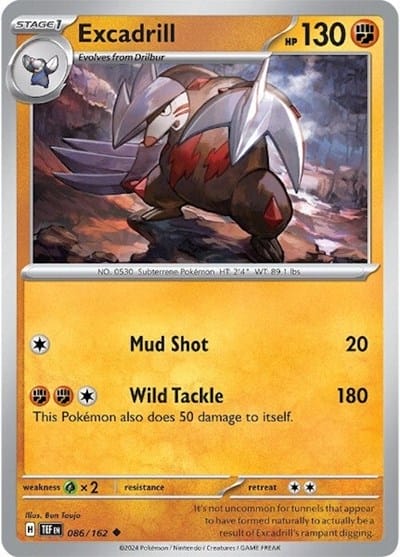 STAGE 1
Excadrill
HP 130
Evolves from Drilbur
NO. 0530 Subterrene Pokémon HT: 2'4" WT: 89.1 lbs
Mud Shot 20
Wild Tackle 180
This Pokémon also does 50 damage to itself.
weakness ×2 resistance retreat
Illus. Bun Toujo
H TEF EN 086/162
It's not uncommon for tunnels that appear
to have formed naturally to actually be a
result of Excadrill's rampant digging.
©2024 Pokémon / Nintendo / Creatures / GAME FREAK